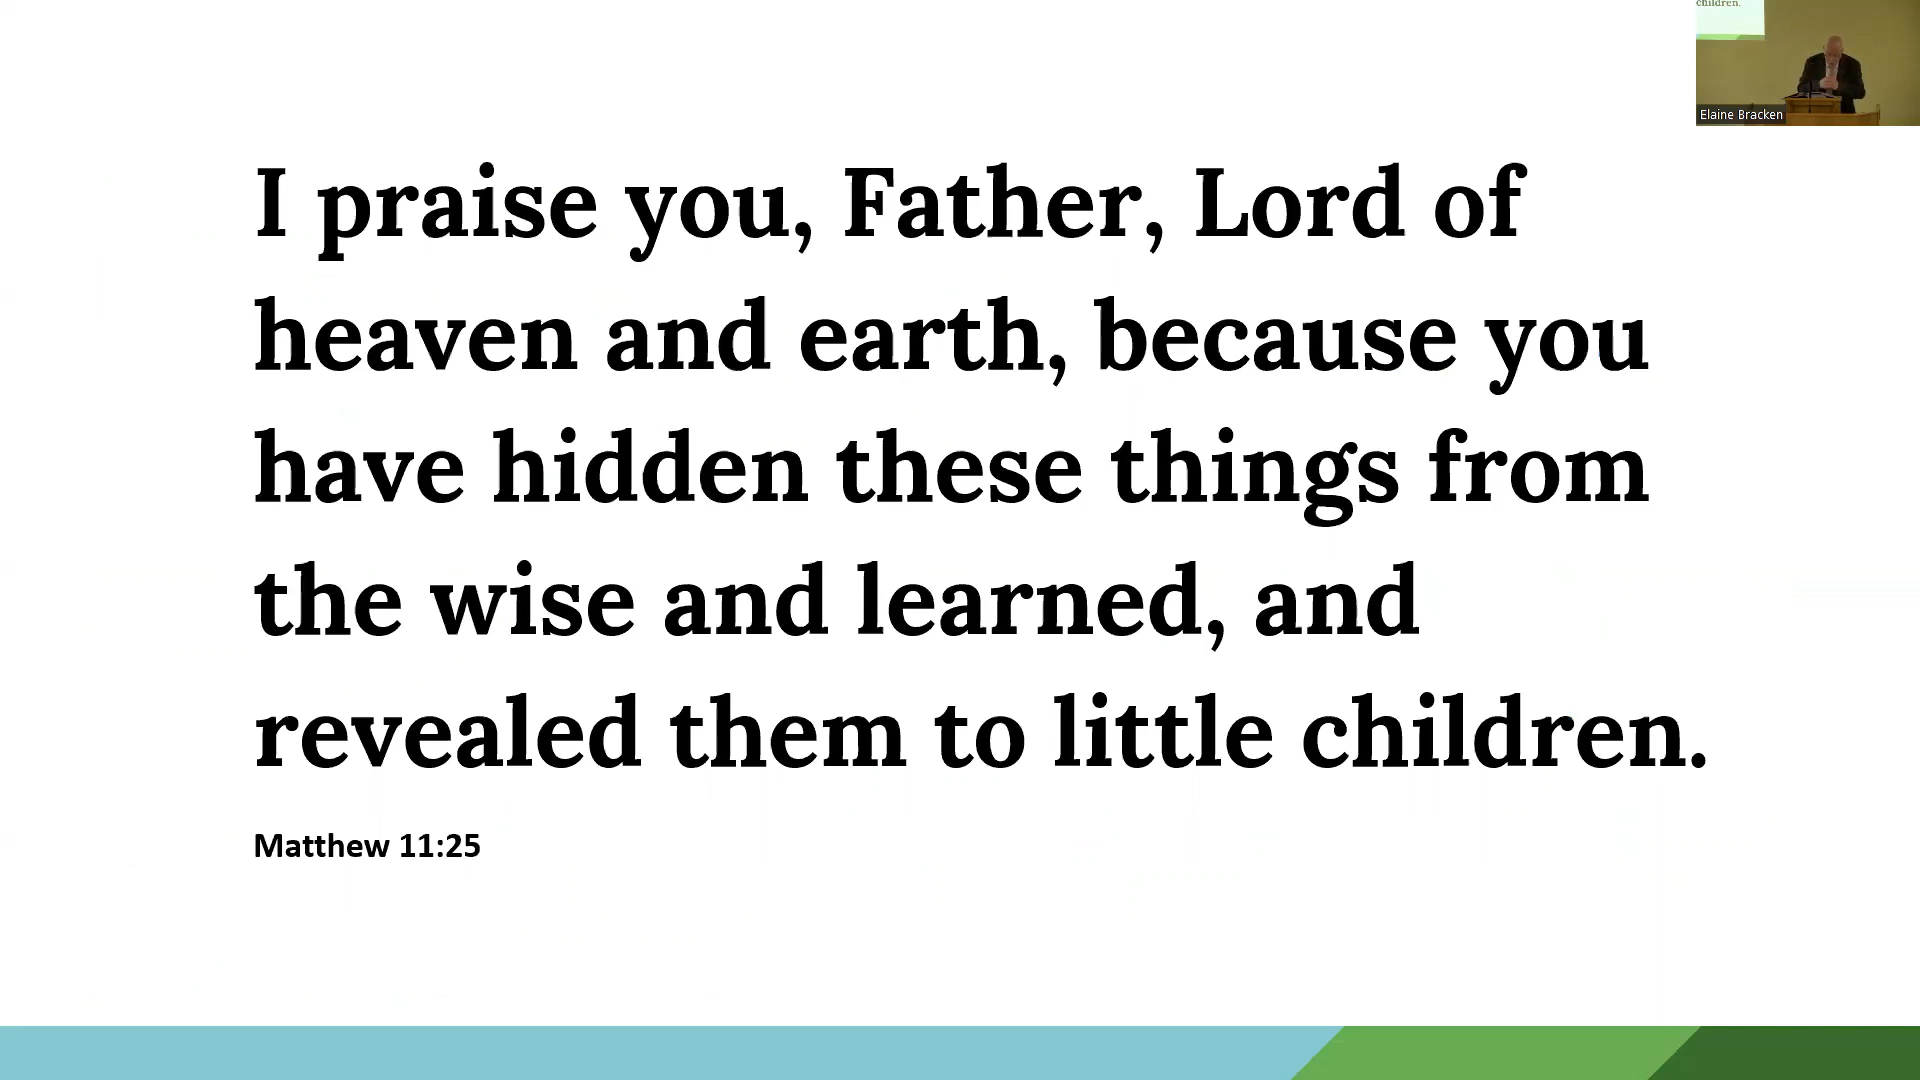 children.
Elaine Bracken
I praise you, Father, Lord of
heaven and earth, because you
have hidden these things from
the wise and learned, and
revealed them to little children.
Matthew 11:25